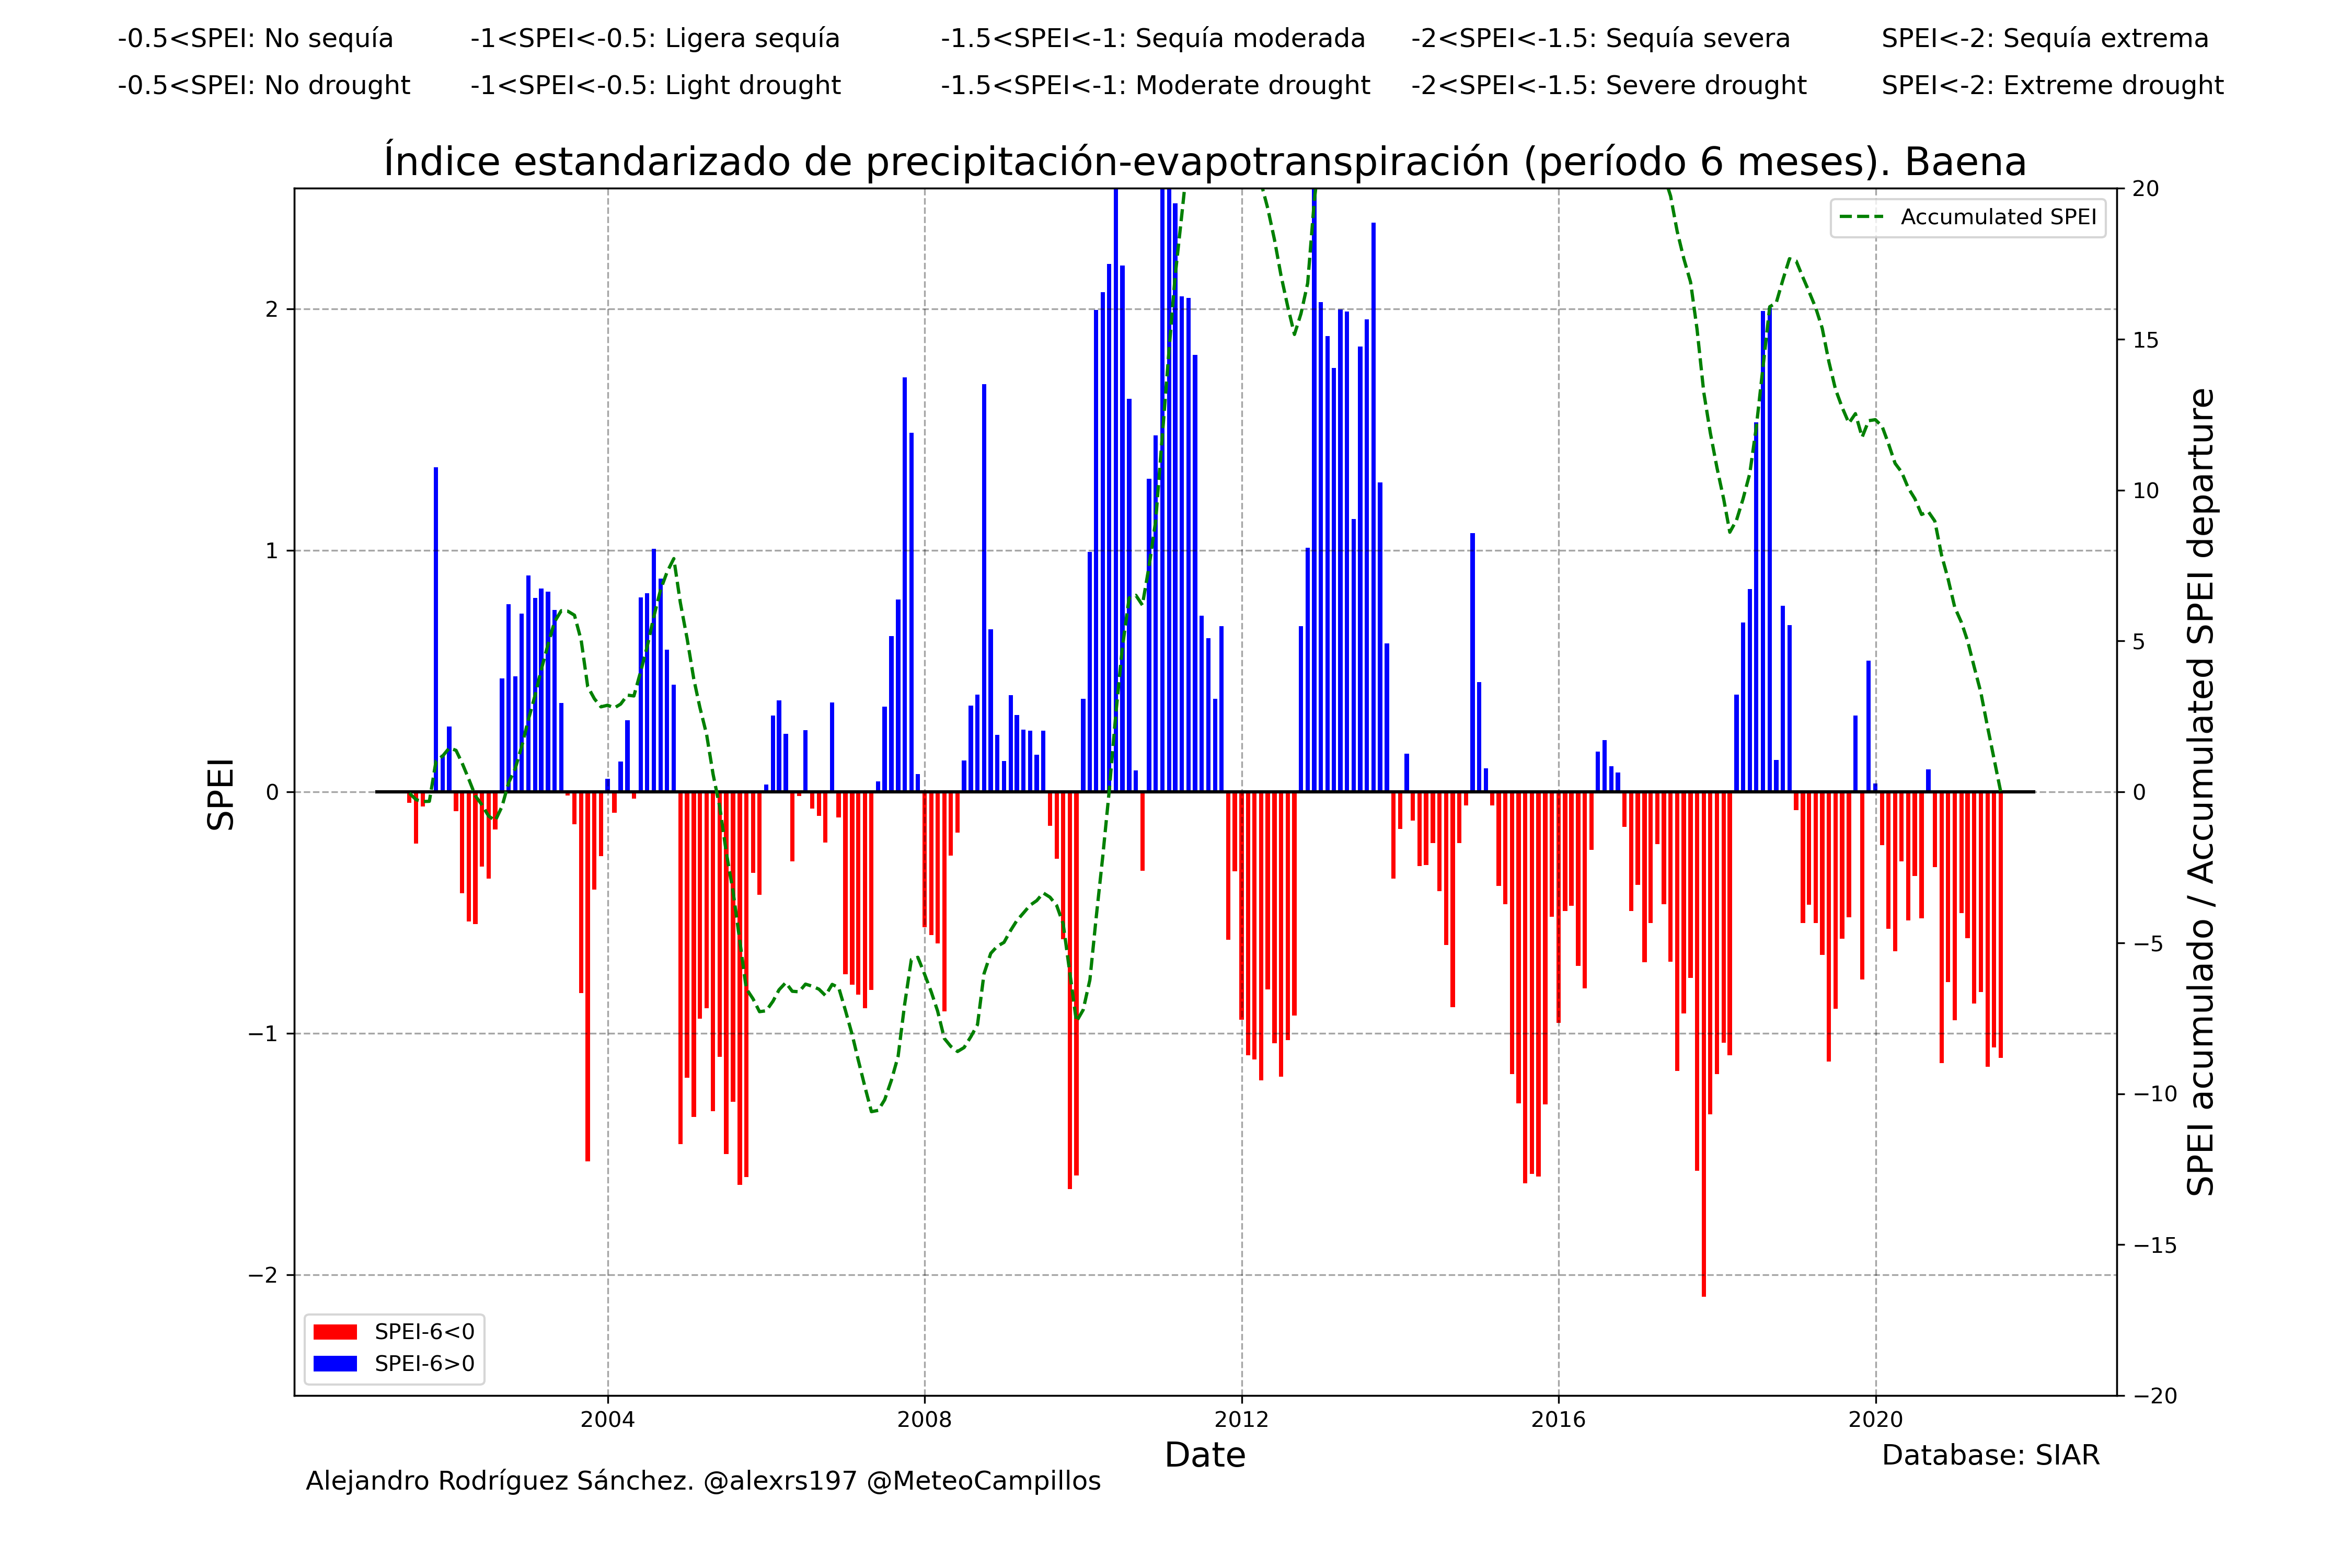 -0.5<SPEI: No sequía -1<SPEI<-0.5: Ligera sequía -1.5<SPEI<-1: Sequía moderada -2<SPEI<-1.5: Sequía severa SPEI<-2: Sequía extrema
-0.5<SPEI: No drought -1<SPEI<-0.5: Light drought -1.5<SPEI<-1: Moderate drought -2<SPEI<-1.5: Severe drought SPEI<-2: Extreme drought
Índice estandarizado de precipitación-evapotranspiración (período 6 meses). Baena
SPEI
2
1
0
−1
−2
Accumulated SPEI
20
15
10
5
0
−5
−10
−15
−20
SPEI acumulado / Accumulated SPEI departure
SPEI-6<0
SPEI-6>0
2004 2008 2012 2016 2020
Date
Database: SIAR
Alejandro Rodríguez Sánchez. @alexrs197 @MeteoCampillos